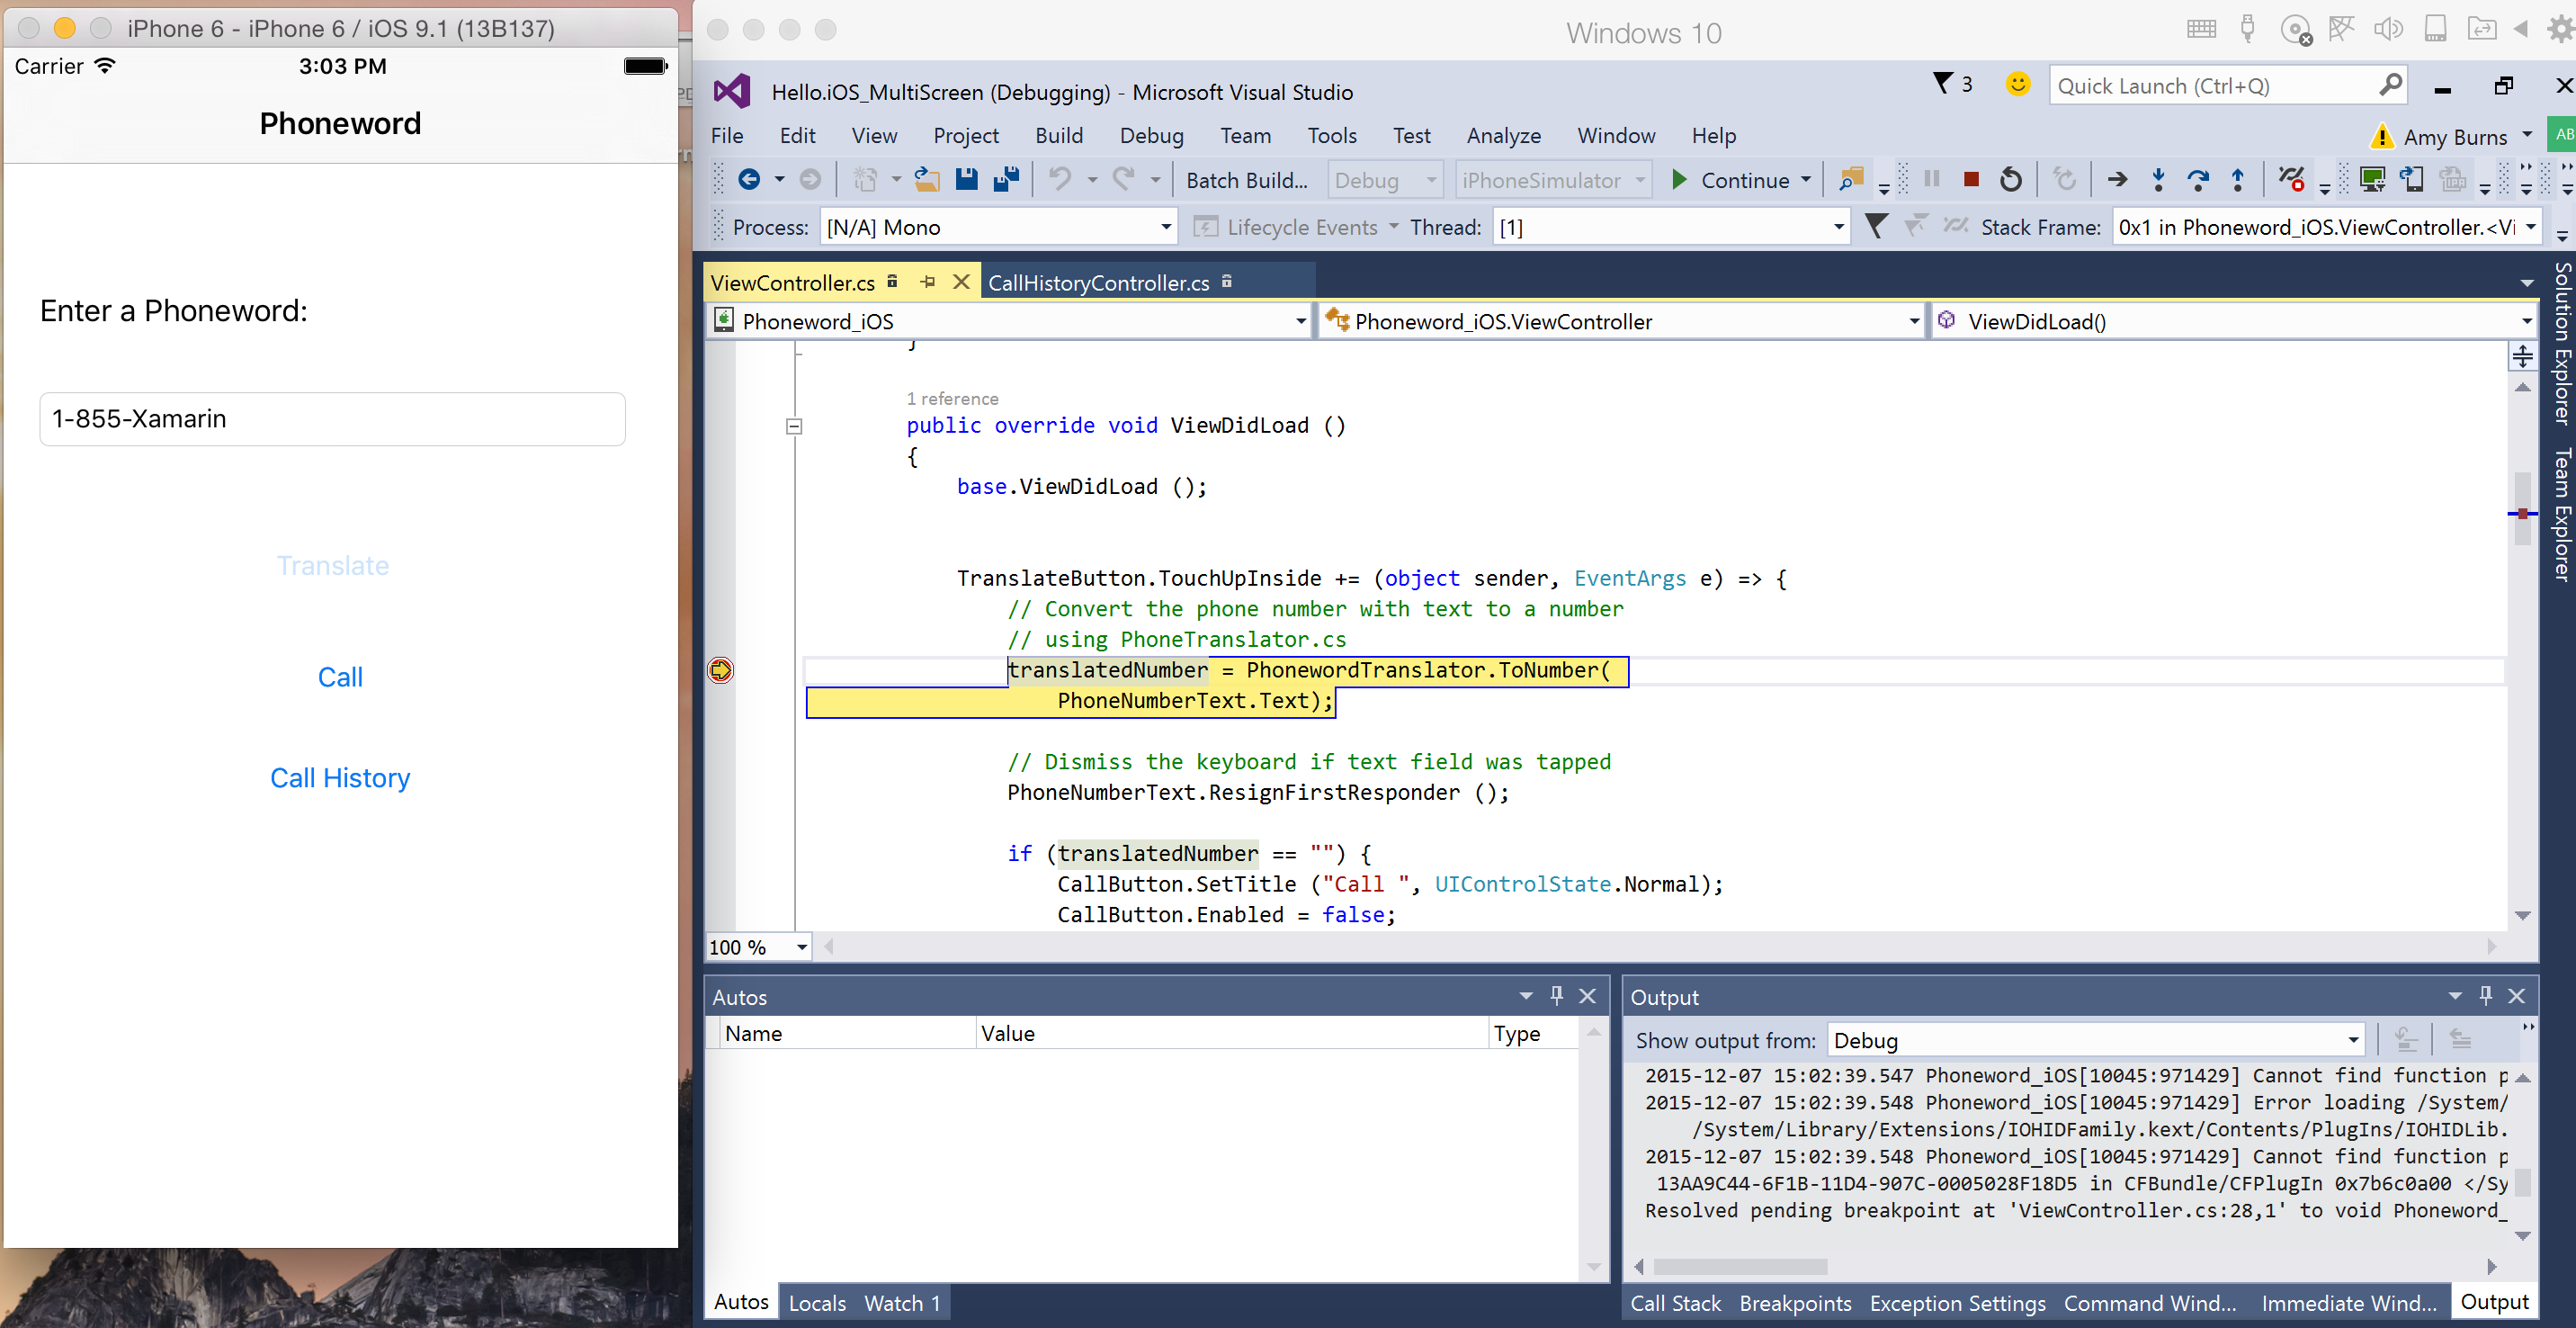 iPhone 6 - iPhone 6 / iOS 9.1 (13B137)
Carrier 3:03 PM
Phoneword
Enter a Phoneword:
1-855-Xamarin
Translate
Call
Call History
Windows 10
Hello.iOS_MultiScreen (Debugging) - Microsoft Visual Studio
3
Quick Launch (Ctrl+Q)
File Edit View Project Build Debug Team Tools Test Analyze Window Help
Amy Burns AB
Batch Build... Debug iPhoneSimulator Continue
Process: [N/A] Mono Lifecycle Events Thread: [1] Stack Frame: 0x1 in Phoneword_iOS.ViewController.<Vi
ViewController.cs CallHistoryController.cs
Phoneword_iOS Phoneword_iOS.ViewController ViewDidLoad()
}
1 reference
public override void ViewDidLoad ()
{
base.ViewDidLoad ();
TranslateButton.TouchUpInside += (object sender, EventArgs e) => {
// Convert the phone number with text to a number
// using PhoneTranslator.cs
translatedNumber = PhonewordTranslator.ToNumber(
PhoneNumberText.Text);
// Dismiss the keyboard if text field was tapped
PhoneNumberText.ResignFirstResponder ();
if (translatedNumber == "") {
CallButton.SetTitle ("Call ", UIControlState.Normal);
CallButton.Enabled = false;
100 %
Solution Explorer
Team Explorer
Autos
Name Value Type
Autos Locals Watch 1
Output
Show output from: Debug
2015-12-07 15:02:39.547 Phoneword_iOS[10045:971429] Cannot find function p
2015-12-07 15:02:39.548 Phoneword_iOS[10045:971429] Error loading /System/
/System/Library/Extensions/IOHIDFamily.kext/Contents/PlugIns/IOHIDLib.
2015-12-07 15:02:39.548 Phoneword_iOS[10045:971429] Cannot find function p
13AA9C44-6F1B-11D4-907C-0005028F18D5 in CFBundle/CFPlugIn 0x7b6c0a00 </Sy
Resolved pending breakpoint at 'ViewController.cs:28,1' to void Phoneword_
Call Stack Breakpoints Exception Settings Command Wind... Immediate Wind... Output